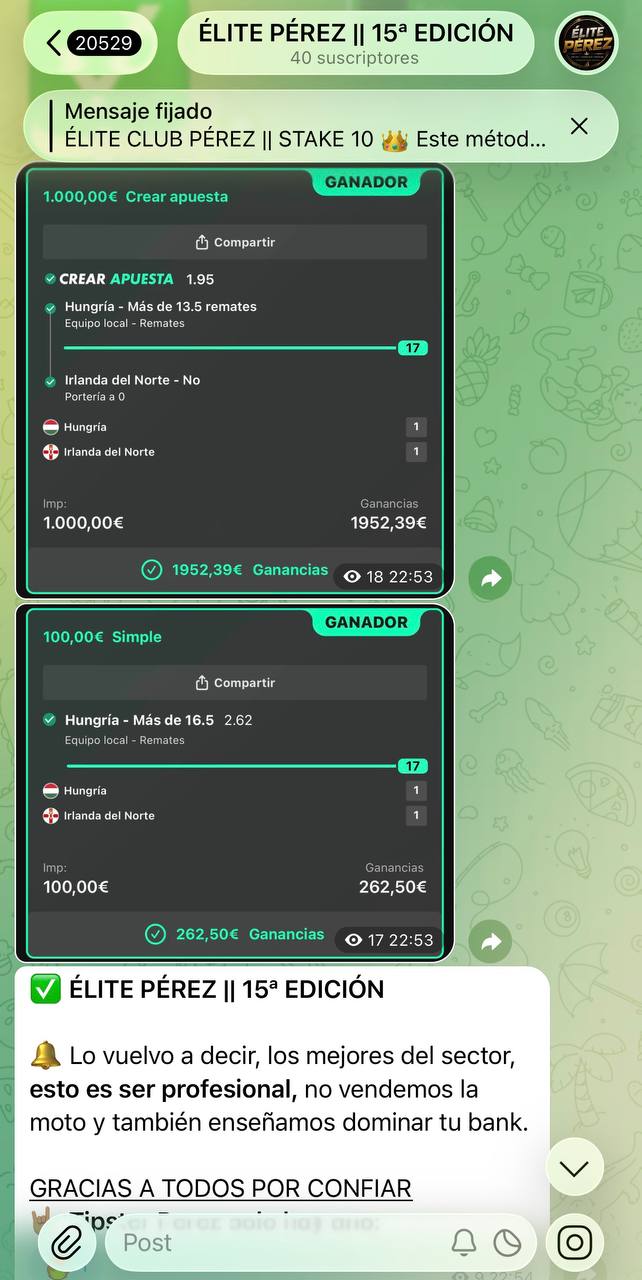 20529
ÉLITE PÉREZ || 15ª EDICIÓN
40 suscriptores
ÉLITE PÉREZ
Mensaje fijado
ÉLITE CLUB PÉREZ || STAKE 10 👑 Este métod...
GANADOR
1.000,00€ Crear apuesta
Compartir
CREAR APUESTA 1.95
Hungría - Más de 13.5 remates
Equipo local - Remates
17
Irlanda del Norte - No
Portería a 0
Hungría 1
Irlanda del Norte 1
Imp: Ganancias
1.000,00€ 1952,39€
1952,39€ Ganancias
18 22:53
GANADOR
100,00€ Simple
Compartir
Hungría - Más de 16.5 2.62
Equipo local - Remates
17
Hungría 1
Irlanda del Norte 1
Imp: Ganancias
100,00€ 262,50€
262,50€ Ganancias
17 22:53
✅ ÉLITE PÉREZ || 15ª EDICIÓN
🔔 Lo vuelvo a decir, los mejores del sector,
esto es ser profesional, no vendemos la
moto y también enseñamos dominar tu bank.
GRACIAS A TODOS POR CONFIAR
Post
9 22:54